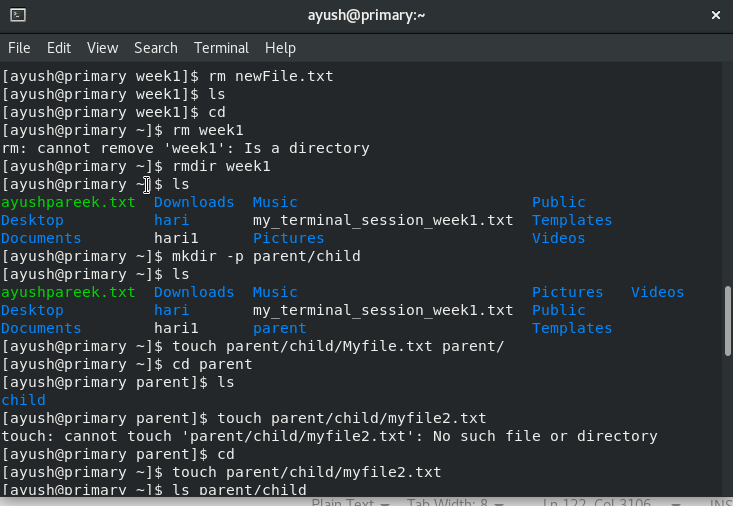 ayush@primary:~
File Edit View Search Terminal Help
[ayush@primary week1]$ rm newFile.txt
[ayush@primary week1]$ ls
[ayush@primary week1]$ cd
[ayush@primary ~]$ rm week1
rm: cannot remove 'week1': Is a directory
[ayush@primary ~]$ rmdir week1
[ayush@primary ~]$ ls
ayushpareek.txt Downloads Music Public
Desktop hari my_terminal_session_week1.txt Templates
Documents hari1 Pictures Videos
[ayush@primary ~]$ mkdir -p parent/child
[ayush@primary ~]$ ls
ayushpareek.txt Downloads Music Pictures Videos
Desktop hari my_terminal_session_week1.txt Public
Documents hari1 parent Templates
[ayush@primary ~]$ touch parent/child/Myfile.txt parent/
[ayush@primary ~]$ cd parent
[ayush@primary parent]$ ls
child
[ayush@primary parent]$ touch parent/child/myfile2.txt
touch: cannot touch 'parent/child/myfile2.txt': No such file or directory
[ayush@primary parent]$ cd
[ayush@primary ~]$ touch parent/child/myfile2.txt
[ayush@primary ~]$ ls parent/child
Plain Text Tab Width: 8 Ln 122, Col 3106 INS